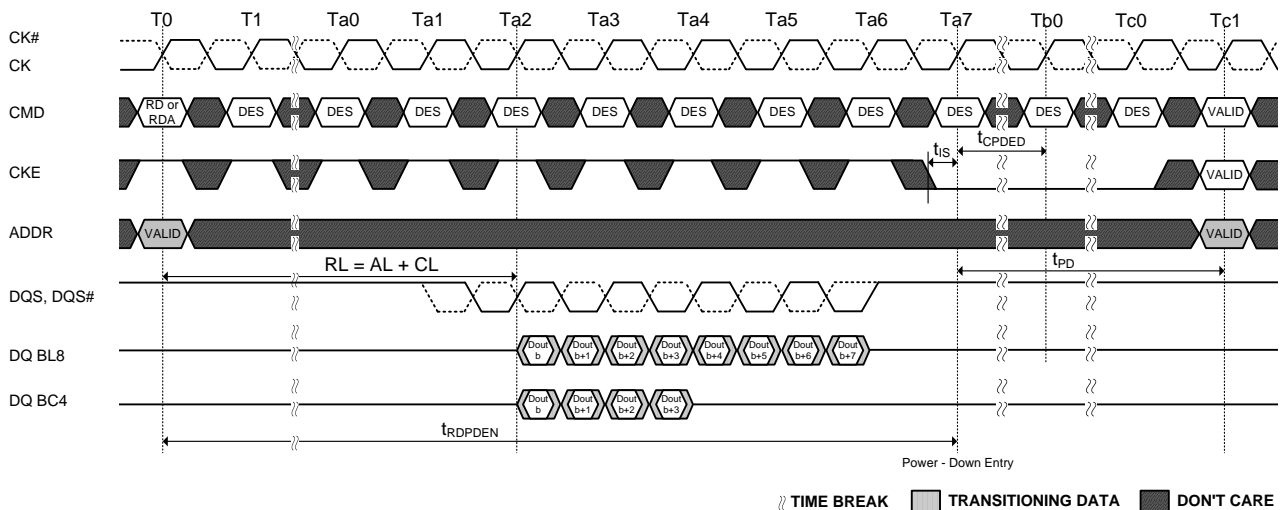 T0 T1 Ta0 Ta1 Ta2 Ta3 Ta4 Ta5 Ta6 Ta7 Tb0 Tc0 Tc1
CK#
CK
CMD RD or RDA DES DES DES DES DES DES DES DES DES DES DES VALID
tIS tCPDED
CKE VALID
ADDR VALID VALID
RL = AL + CL tPD
DQS, DQS#
DQ BL8 Dout b Dout b+1 Dout b+2 Dout b+3 Dout b+4 Dout b+5 Dout b+6 Dout b+7
DQ BC4 Dout b Dout b+1 Dout b+2 Dout b+3
tRDPDEN
Power - Down Entry
TIME BREAK TRANSITIONING DATA DON'T CARE